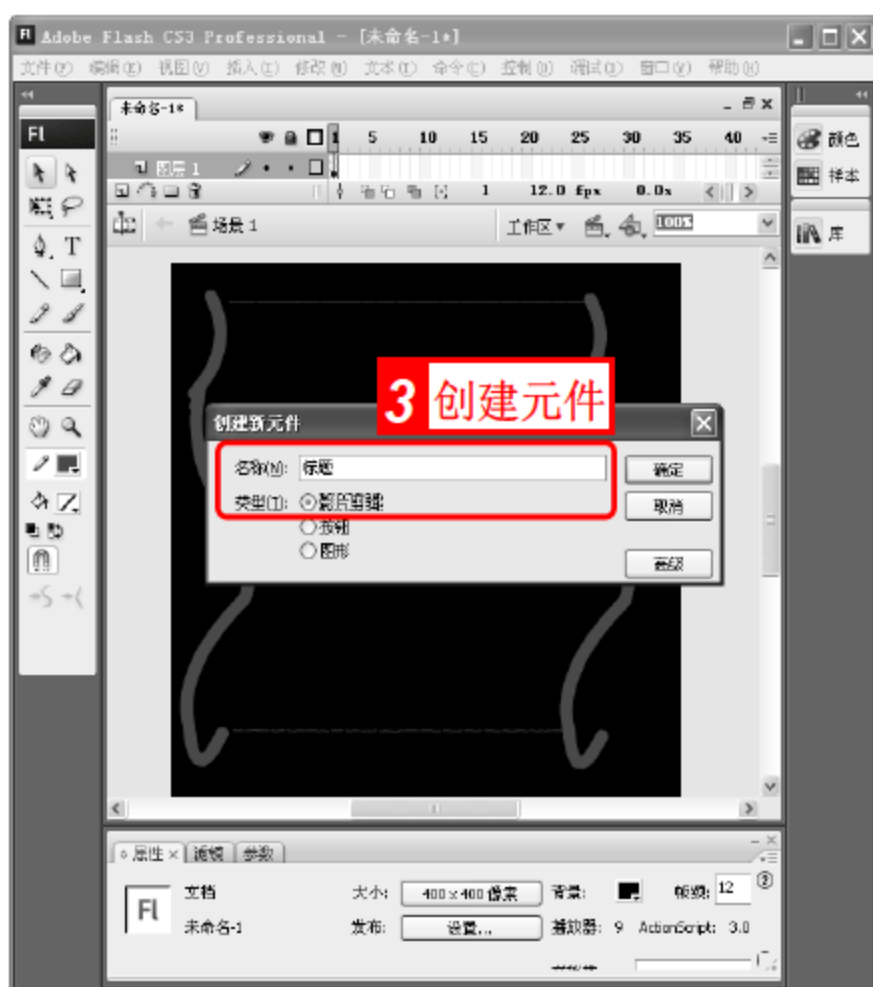 Adobe Flash CS3 Professional - [未命名-1*]
文件(F) 编辑(E) 视图(V) 插入(I) 修改(M) 文本(T) 命令(C) 控制(O) 调试(D) 窗口(W) 帮助(H)
未命名-1*
Fl
1 5 10 15 20 25 30 35 40
图层 1
1 12.0 fps 0.0s
场景 1
工作区
100%
颜色
样本
库
T
3 创建元件
创建新元件
名称(N): 标题
确定
类型(T): 影片剪辑
取消
按钮
图形
高级
属性 × 滤镜 参数
Fl
文档
大小: 400 x 400 像素
背景:
帧频: 12
未命名-1
发布: 设置...
播放器: 9 ActionScript: 3.0